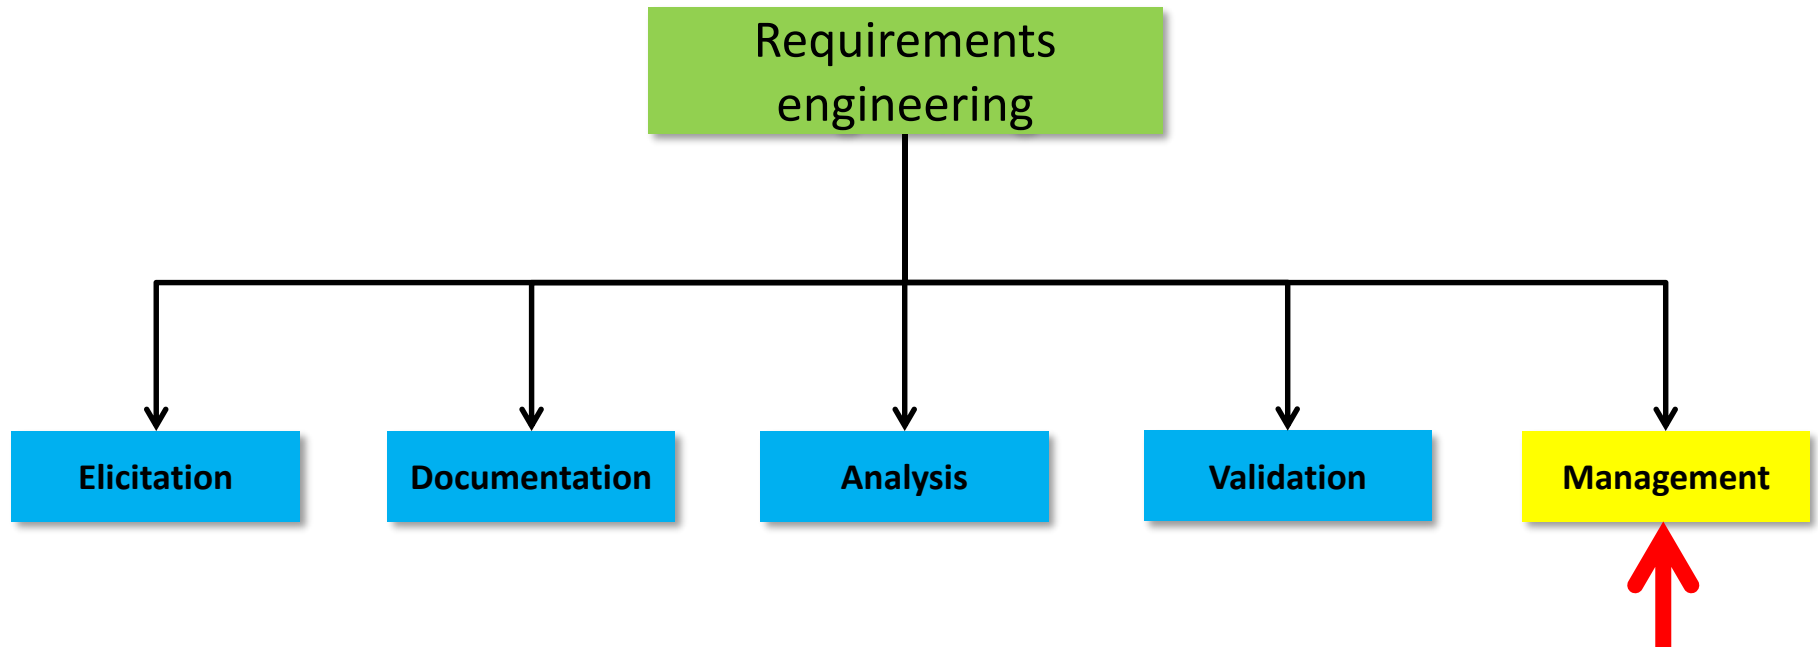 Requirements
engineering
Elicitation
Documentation
Analysis
Validation
Management